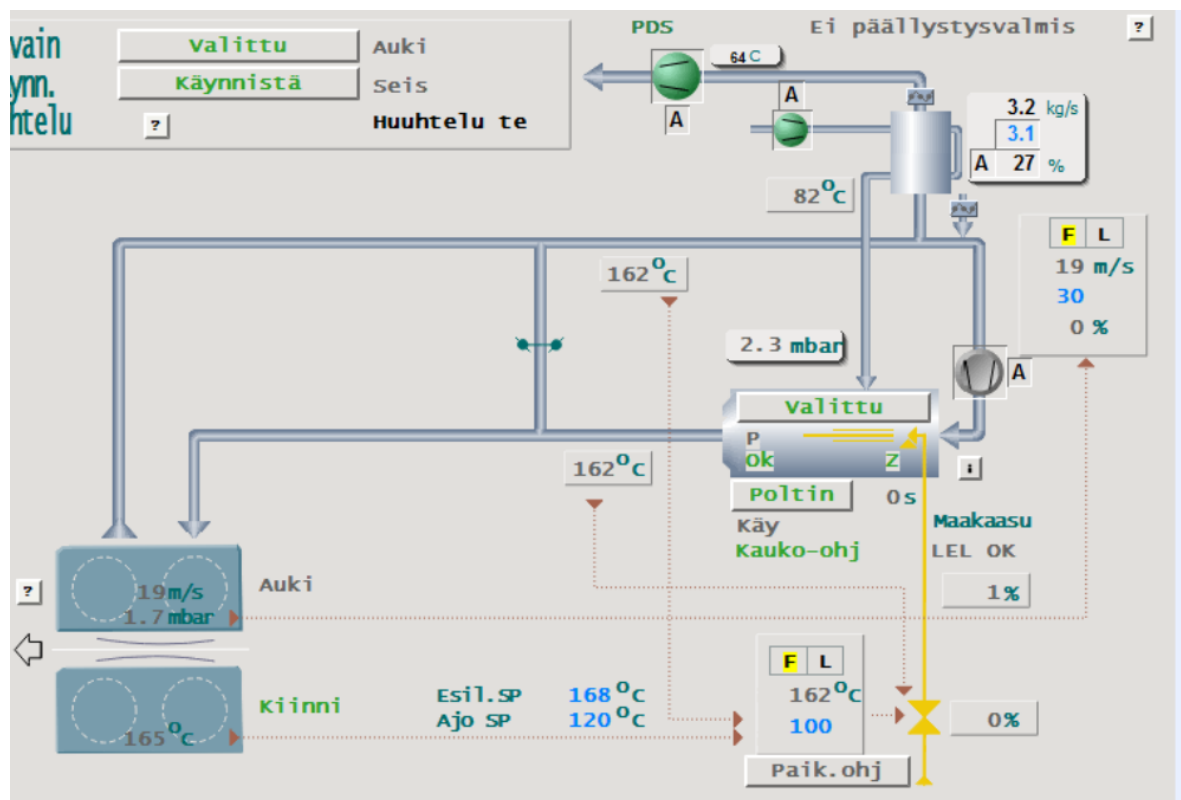 vain
ynn.
htelu
Valittu Auki
Käynnistä Seis
? Huuhtelu te
PDS
Ei päällystysvalmis ?
64 C
A
A
3.2 kg/s
3.1
A 27 %
82 °C
F L
19 m/s
30
0 %
162 °C
2.3 mbar
A
Valittu
P
Ok Z
i
162 °C
Poltin 0 s
Käy
Kauko-ohj
Maakaasu
LEL OK
1 %
?
19 m/s
1.7 mbar
Auki
Kiinni
165 °C
Esil.SP 168 °C
Ajo SP 120 °C
F L
162 °C
100
Paik.ohj
0 %